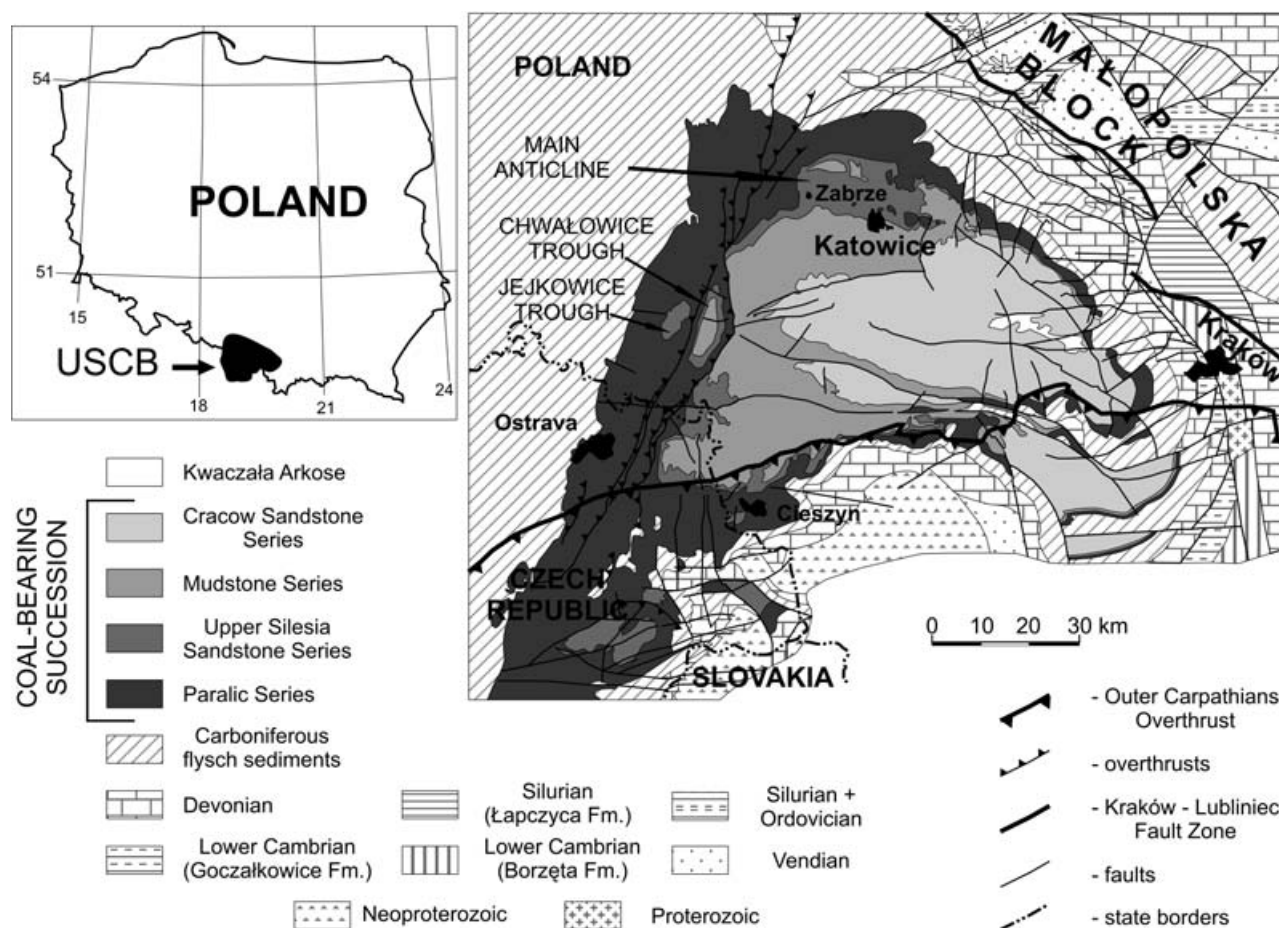 54
51
15
18
21
24
POLAND
USCB
POLAND
MAIN
ANTICLINE
CHWAŁOWICE
TROUGH
JEJKOWICE
TROUGH
Zabrze
Katowice
MAŁOPOLSKA
BLOCK
Kraków
Ostrava
Cieszyn
CZECH
REPUBLIC
SLOVAKIA
0 10 20 30 km
COAL-BEARING
SUCCESSION
Kwaczała Arkose
Cracow Sandstone
Series
Mudstone Series
Upper Silesia
Sandstone Series
Paralic Series
Carboniferous
flysch sediments
Devonian
Lower Cambrian
(Goczałkowice Fm.)
Silurian
(Łapczyca Fm.)
Lower Cambrian
(Borzęta Fm.)
Silurian +
Ordovician
Vendian
Neoproterozoic
Proterozoic
- Outer Carpathians
Overthrust
- overthrusts
- Kraków - Lubliniec
Fault Zone
- faults
- state borders